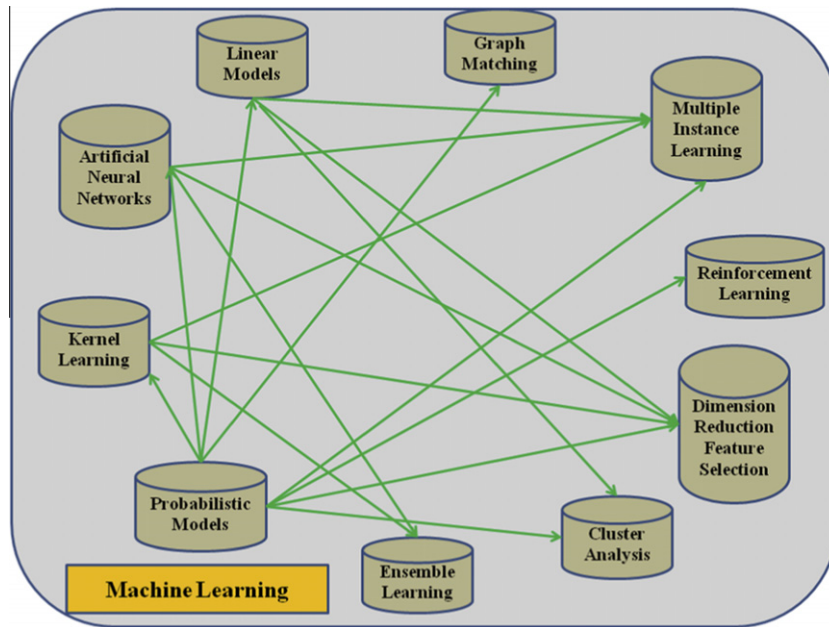 Linear
Models
Graph
Matching
Multiple
Instance
Learning
Artificial
Neural
Networks
Reinforcement
Learning
Kernel
Learning
Dimension
Reduction
Feature
Selection
Probabilistic
Models
Cluster
Analysis
Ensemble
Learning
Machine Learning